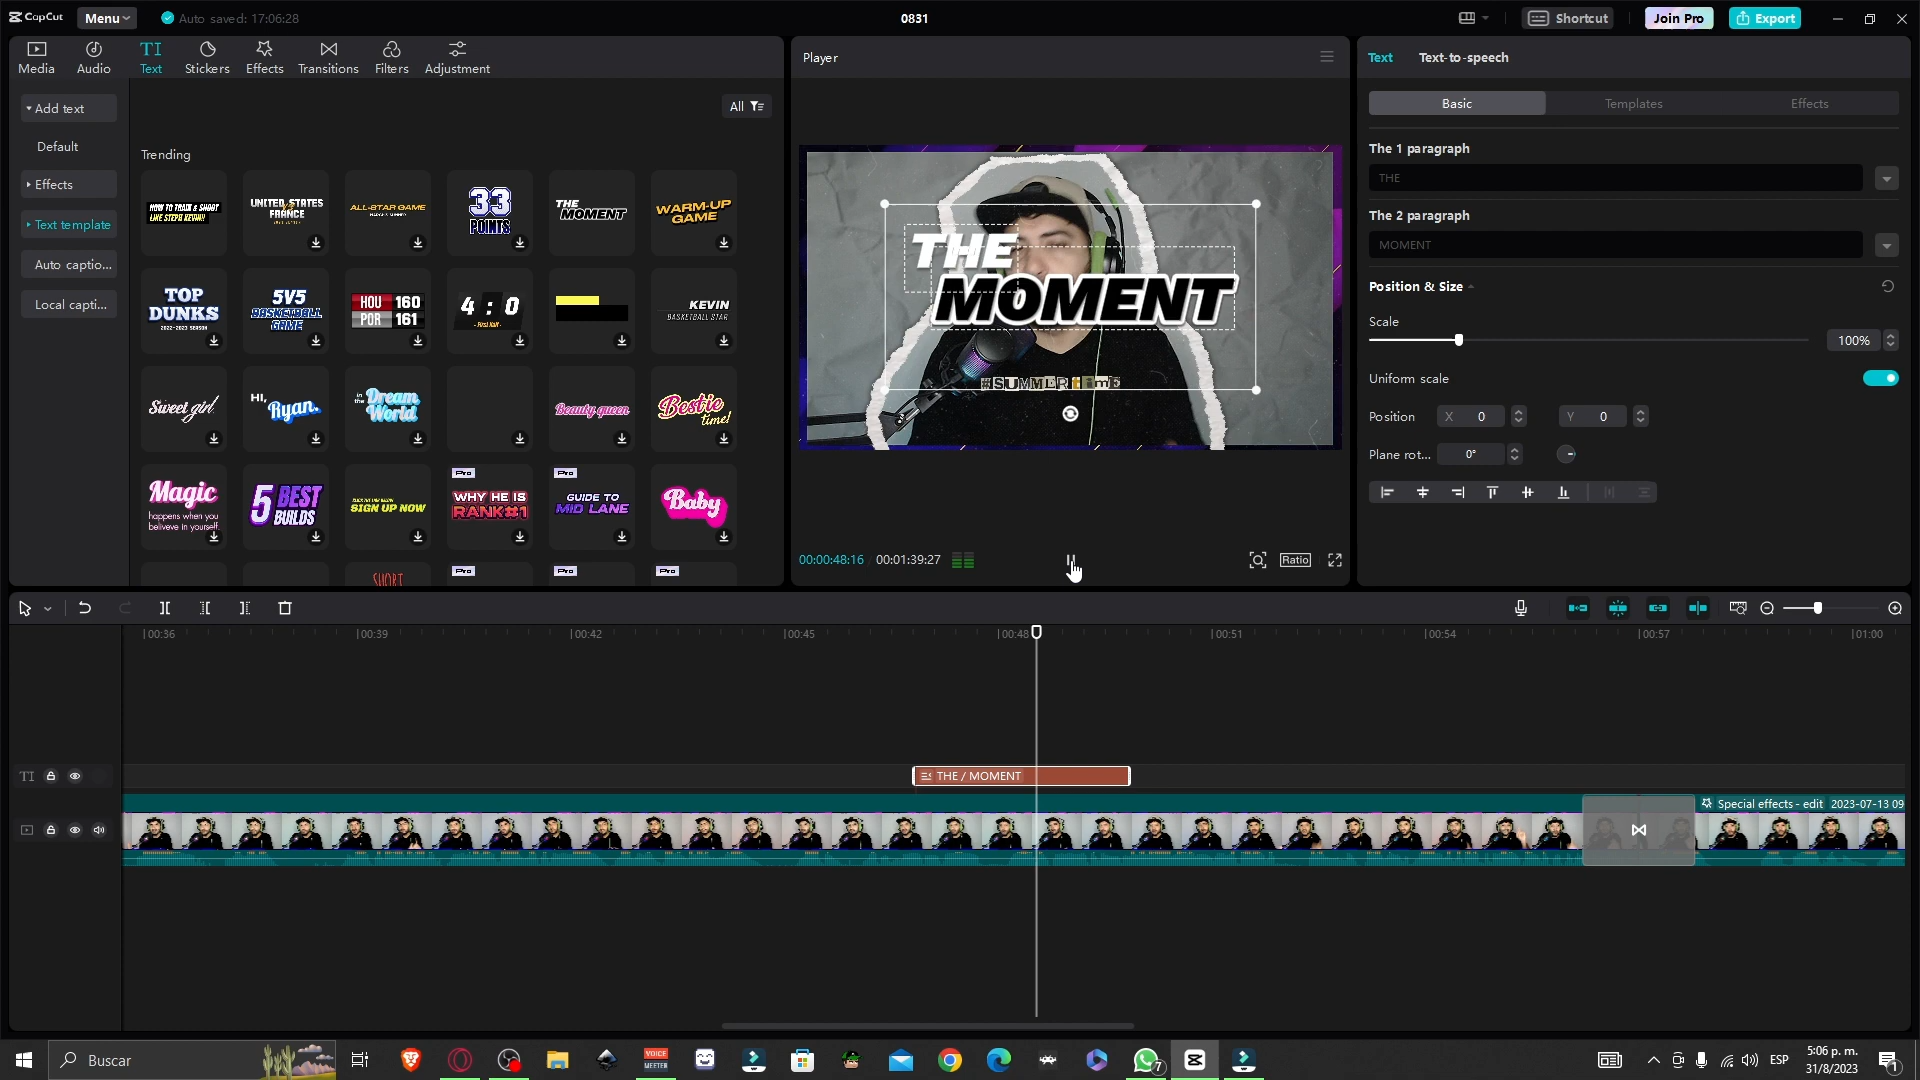 CapCut
Menu
Auto saved: 17:06:28
0831
Shortcut
Join Pro
Export
Media
Audio
TI
Text
Stickers
Effects
Transitions
Filters
Adjustment
Add text
Default
Effects
Text template
Auto captio...
Local capti...
All
Trending
HOW TO TRAIN & SHOOT
LIKE STEPH KEVIN!!
UNITED STATES
FRANCE
ALL-STAR GAME
33
POINTS
THE
MOMENT
WARM-UP
GAME
TOP
DUNKS
2022-2023 SEASON
5V5
BASKETBALL
GAME
HOU 160
POR 161
4 : 0
- First Half -
KEVIN
BASKETBALL STAR
Sweet girl
HI,
Ryan.
in the
Dream
World
Beauty queen
Bestie
time!
Magic
happens when you
believe in yourself.
5 BEST
BUILDS
SIGN UP NOW
Pro
WHY HE IS
RANK#1
Pro
GUIDE TO
MID LANE
Baby
SHORT
Pro
Pro
Pro
Player
THE
MOMENT
#SUMMERtime
00:00:48:16
00:01:39:27
Ratio
Text
Text-to-speech
Basic
Templates
Effects
The 1 paragraph
THE
The 2 paragraph
MOMENT
Position & Size
Scale
100%
Uniform scale
Position
X 0
Y 0
Plane rot...
0°
00:36
00:39
00:42
00:45
00:48
00:51
00:54
00:57
01:00
TI
THE / MOMENT
Special effects - edit
2023-07-13 09
Buscar
VOICE
MEETER
7
ESP
5:06 p. m.
31/8/2023
1